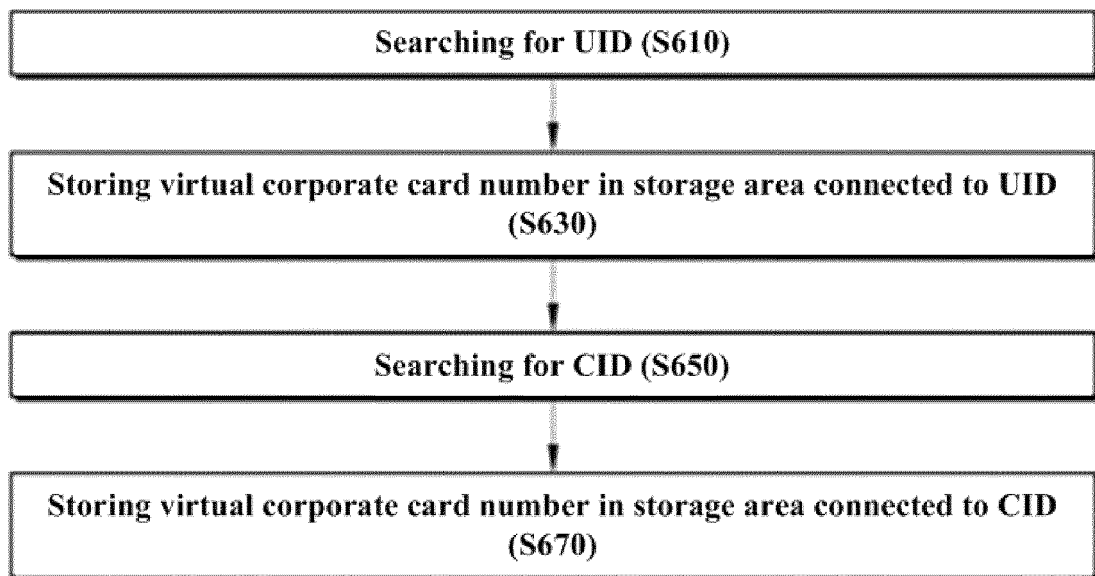 Searching for UID (S610)
Storing virtual corporate card number in storage area connected to UID
(S630)
Searching for CID (S650)
Storing virtual corporate card number in storage area connected to CID
(S670)